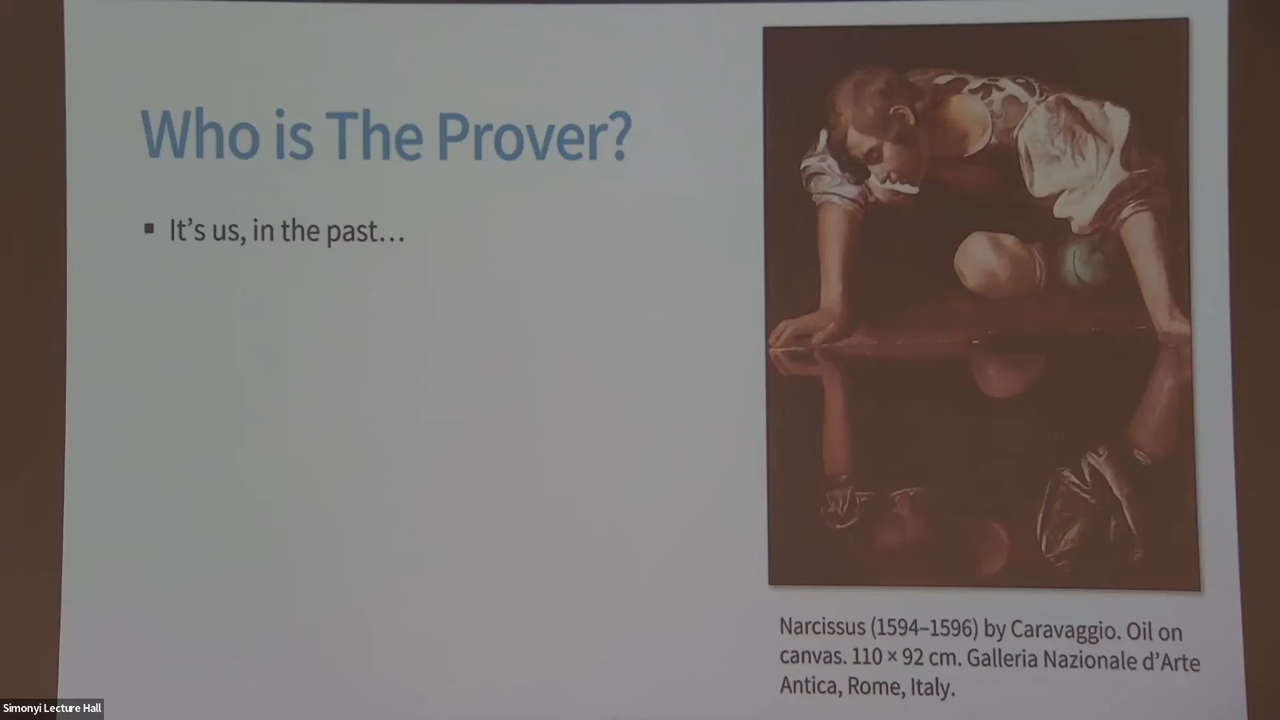 Who is The Prover?
▪ It's us, in the past…
Narcissus (1594–1596) by Caravaggio. Oil on
canvas. 110 × 92 cm. Galleria Nazionale d'Arte
Antica, Rome, Italy.
Simonyi Lecture Hall